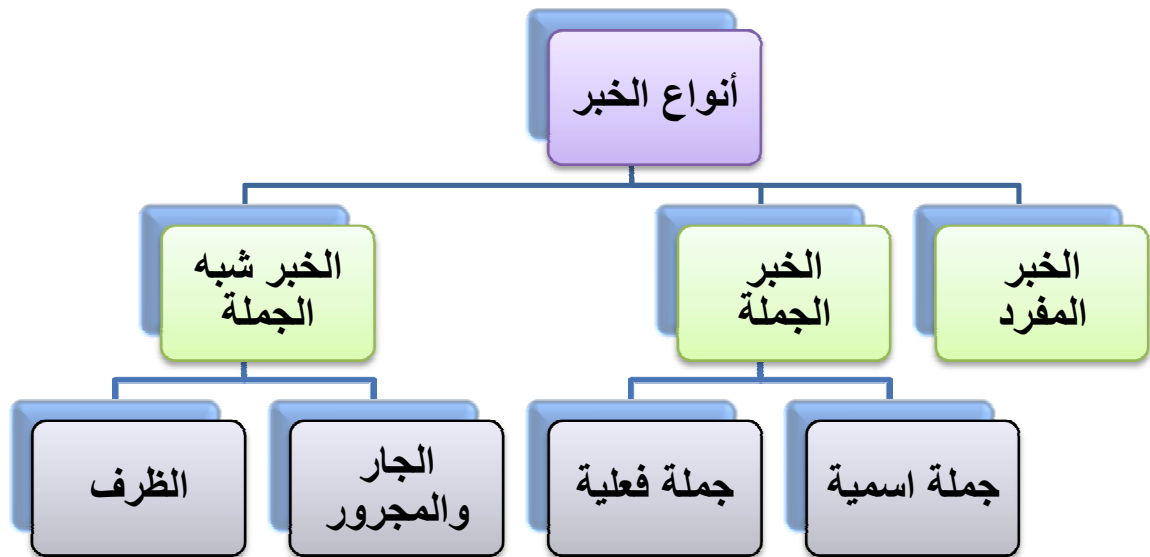 أنواع الخبر
الخبر
المفرد
الخبر
الجملة
الخبر شبه
الجملة
جملة اسمية
جملة فعلية
الجار
والمجرور
الظرف